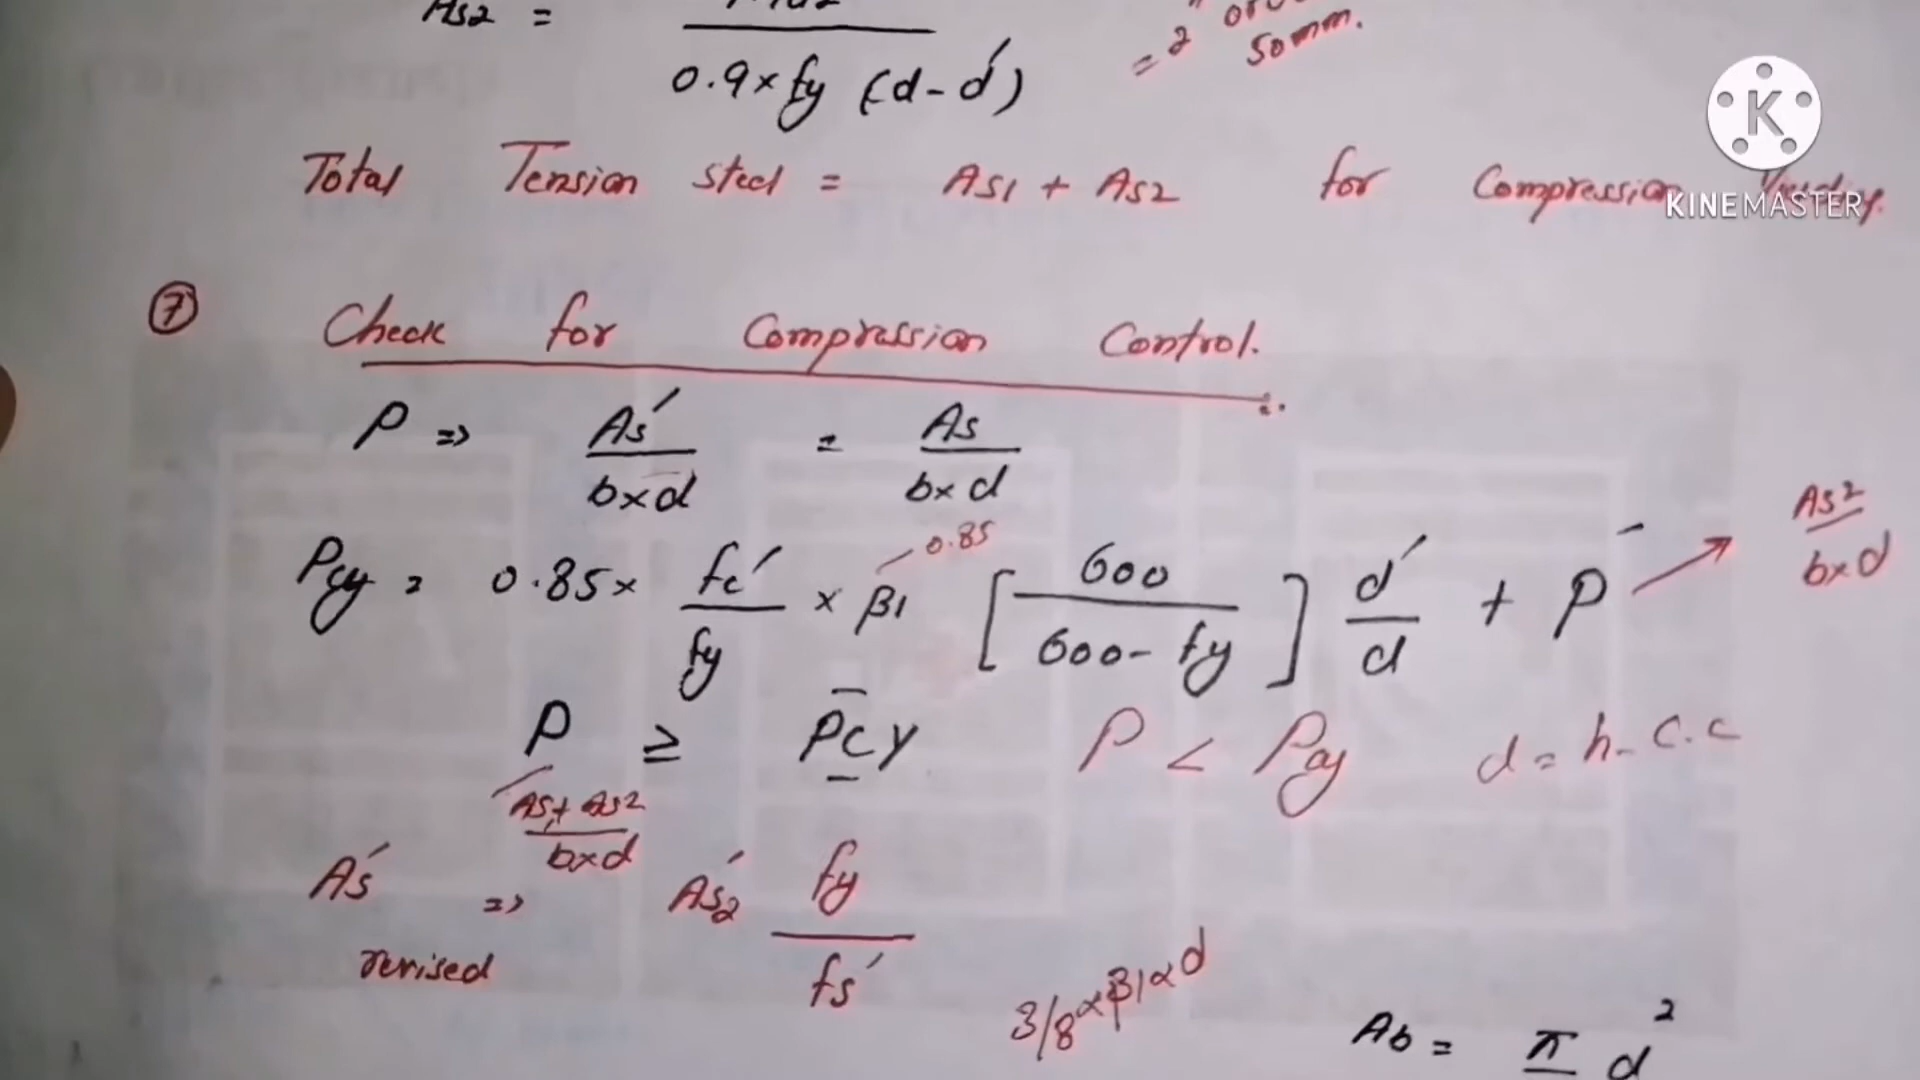 As2 =
0.9 × fy (d - d')
= 2"
50mm.
K
KINEMASTER
Total Tension steel = As1 + As2 for Compression
7 Check for Compression Control.
ρ => As' / b×d = As / b×d
ρcy = 0.85 × fc' / fy × β1 [ 600 / 600 - fy ] d' / d + ρ'
0.85
As2 / b×d
ρ ≥ ρcy ρ < ρcy d = h - c.c
As1 + As2 / b×d
As' => As2' fy / fs'
revised
3/8 × β1 × d
Ab = π d²